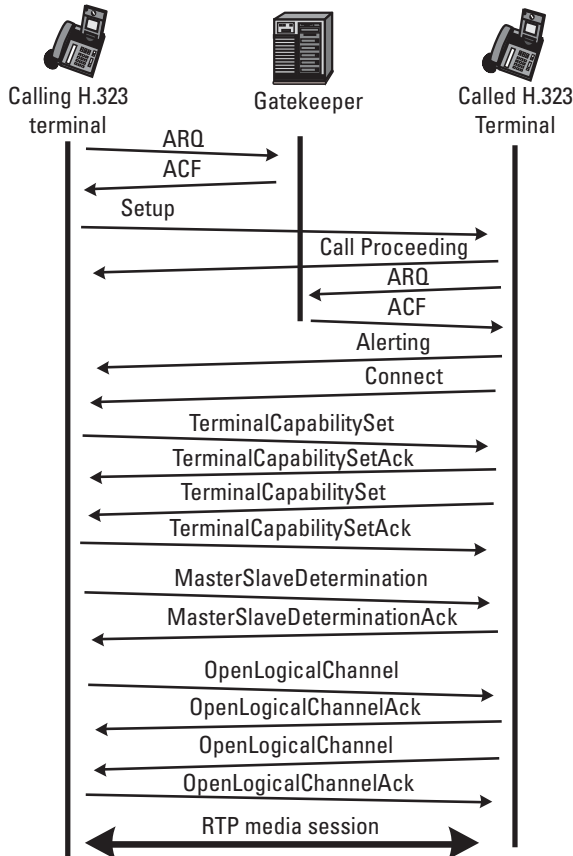 Calling H.323
terminal
Gatekeeper
Called H.323
Terminal
ARQ
ACF
Setup
Call Proceeding
ARQ
ACF
Alerting
Connect
TerminalCapabilitySet
TerminalCapabilitySetAck
TerminalCapabilitySet
TerminalCapabilitySetAck
MasterSlaveDetermination
MasterSlaveDeterminationAck
OpenLogicalChannel
OpenLogicalChannelAck
OpenLogicalChannel
OpenLogicalChannelAck
RTP media session